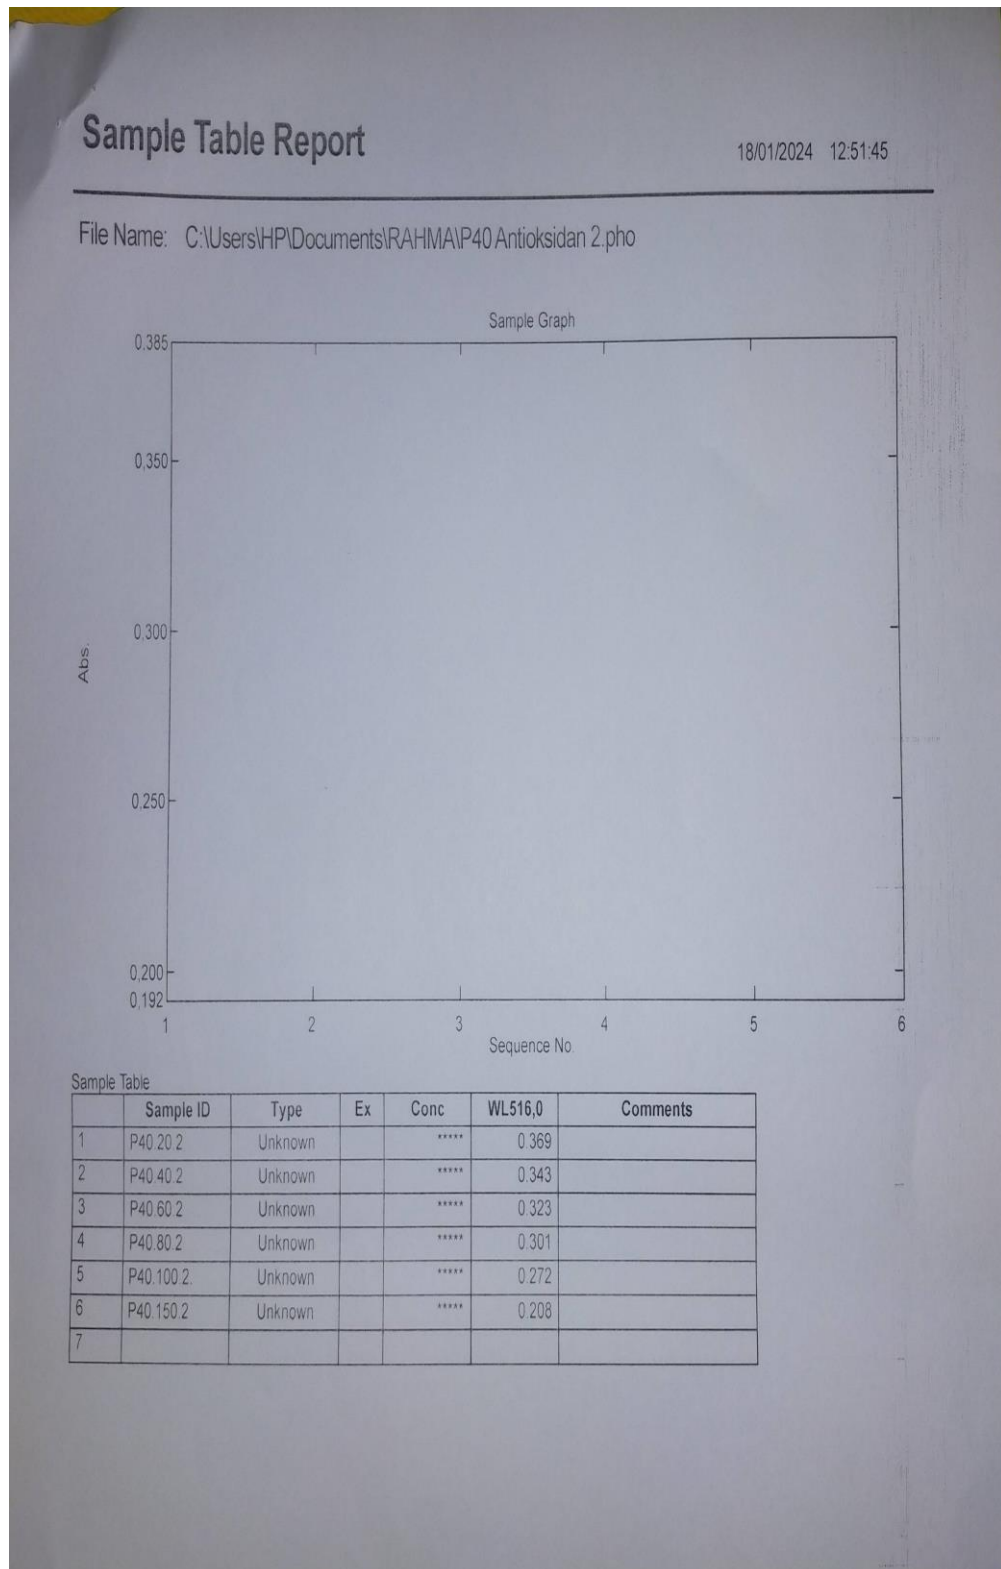 Sample Table Report
18/01/2024 12:51:45
File Name: C:\Users\HP\Documents\RAHMA\P40 Antioksidan 2.pho
Sample Graph
0,385
0,350
0,300
Abs.
0,250
0,200
0,192
1 2 3 4 5 6
Sequence No.
Sample Table
Sample ID Type Ex Conc WL516,0 Comments
1 P40.20.2 Unknown ***** 0.369
2 P40.40.2 Unknown ***** 0.343
3 P40.60.2 Unknown ***** 0.323
4 P40.80.2 Unknown ***** 0.301
5 P40.100.2. Unknown ***** 0.272
6 P40.150.2 Unknown ***** 0.208
7